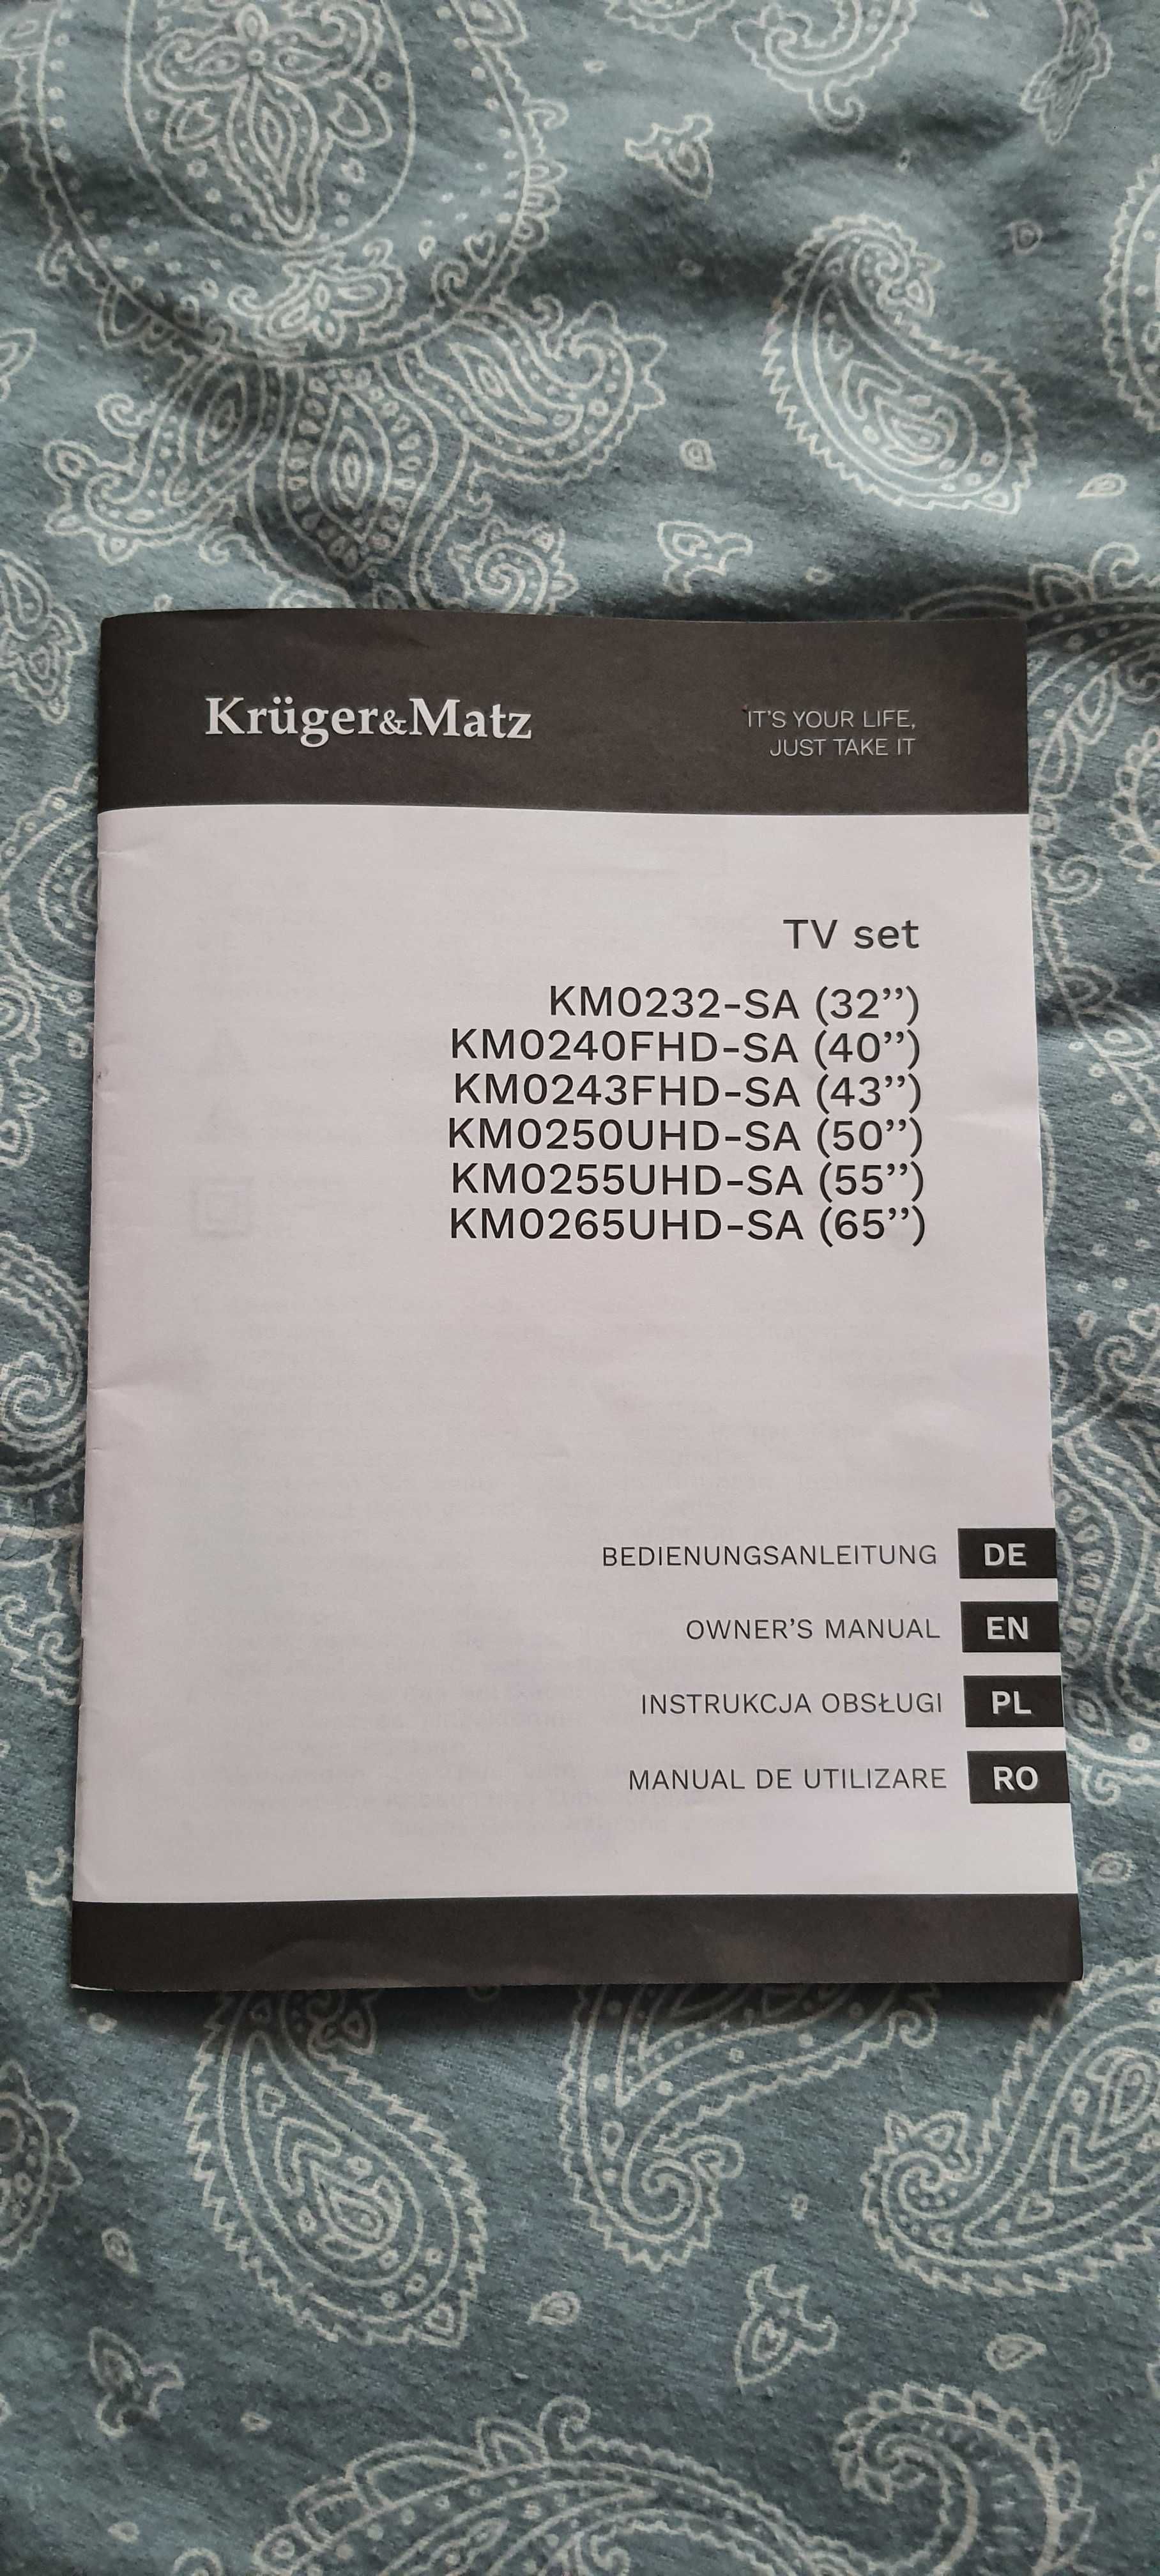 Krüger&Matz
IT'S YOUR LIFE,
JUST TAKE IT
TV set
KM0232-SA (32”)
KM0240FHD-SA (40”)
KM0243FHD-SA (43”)
KM0250UHD-SA (50”)
KM0255UHD-SA (55”)
KM0265UHD-SA (65”)
BEDIENUNGSANLEITUNG DE
OWNER'S MANUAL EN
INSTRUKCJA OBSŁUGI PL
MANUAL DE UTILIZARE RO